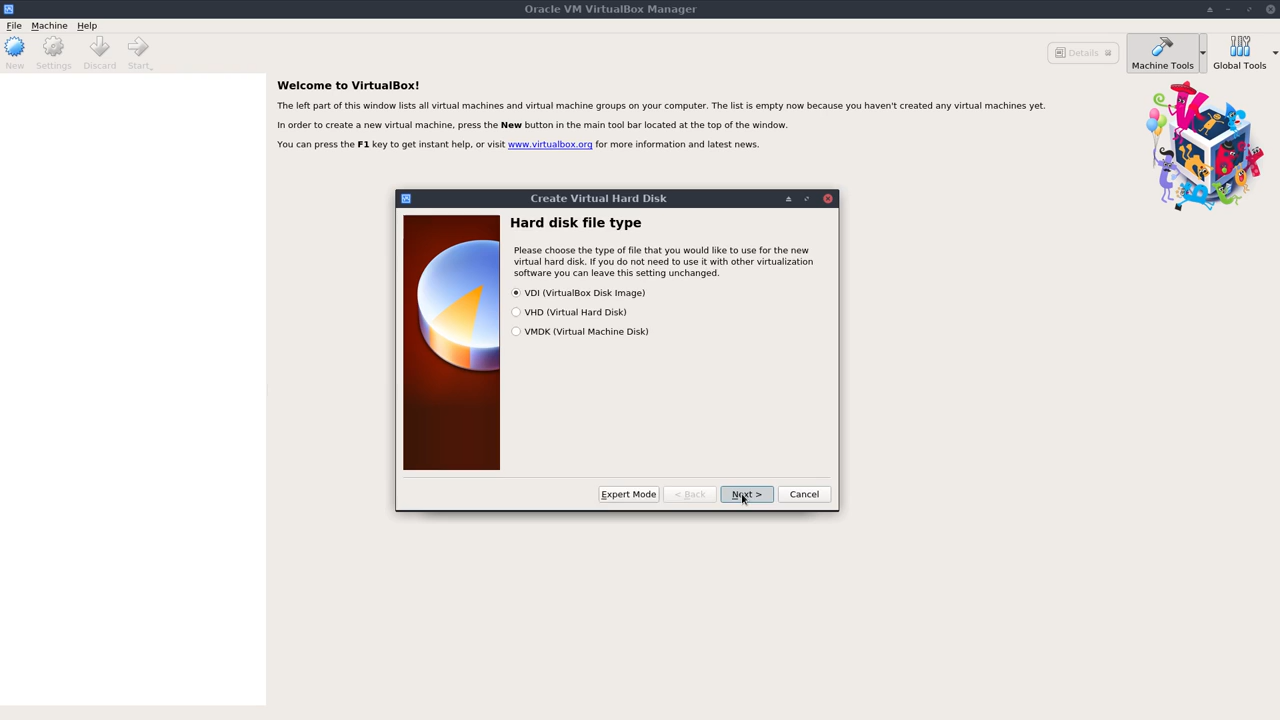 Oracle VM VirtualBox Manager
File Machine Help
New Settings Discard Start Details Machine Tools Global Tools
Welcome to VirtualBox!
The left part of this window lists all virtual machines and virtual machine groups on your computer. The list is empty now because you haven't created any virtual machines yet.
In order to create a new virtual machine, press the New button in the main tool bar located at the top of the window.
You can press the F1 key to get instant help, or visit www.virtualbox.org for more information and latest news.
Create Virtual Hard Disk
Hard disk file type
Please choose the type of file that you would like to use for the new
virtual hard disk. If you do not need to use it with other virtualization
software you can leave this setting unchanged.
VDI (VirtualBox Disk Image)
VHD (Virtual Hard Disk)
VMDK (Virtual Machine Disk)
Expert Mode < Back Next > Cancel